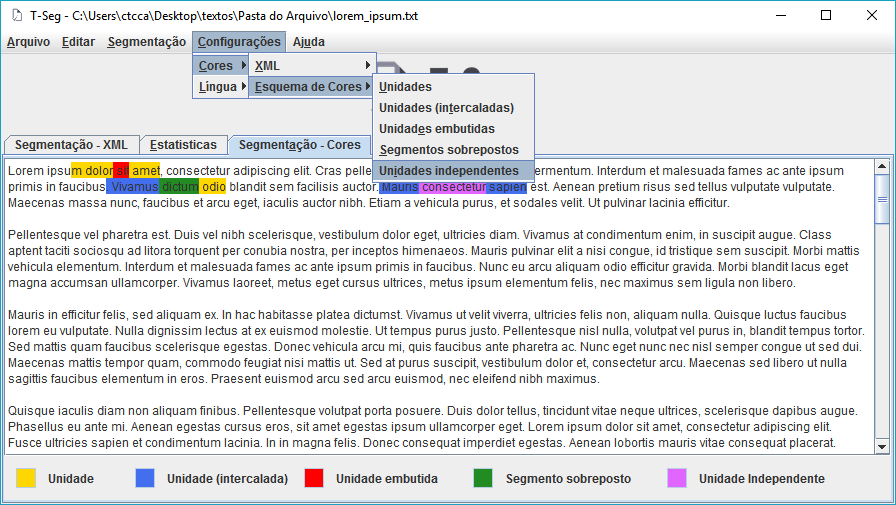 T-Seg - C:\Users\ctcca\Desktop\textos\Pasta do Arquivo\lorem_ipsum.txt
Arquivo Editar Segmentação Configurações Ajuda
Cores XML
Língua Esquema de Cores
Unidades
Unidades (intercaladas)
Unidades embutidas
Segmentos sobrepostos
Unidades independentes
Segmentação - XML Estatisticas Segmentação - Cores
Lorem ipsum dolor sit amet, consectetur adipiscing elit. Cras pelle ermentum. Interdum et malesuada fames ac ante ipsum
primis in faucibus. Vivamus dictum odio blandit sem facilisis auctor. Mauris consectetur sapien est. Aenean pretium risus sed tellus vulputate vulputate.
Maecenas massa nunc, faucibus et arcu eget, iaculis auctor nibh. Etiam a vehicula purus, et sodales velit. Ut pulvinar lacinia efficitur.
Pellentesque vel pharetra est. Duis vel nibh scelerisque, vestibulum dolor eget, ultricies diam. Vivamus at condimentum enim, in suscipit augue. Class
aptent taciti sociosqu ad litora torquent per conubia nostra, per inceptos himenaeos. Mauris pulvinar elit a nisi congue, id tristique sem suscipit. Morbi mattis
vehicula elementum. Interdum et malesuada fames ac ante ipsum primis in faucibus. Nunc eu arcu aliquam odio efficitur gravida. Morbi blandit lacus eget
magna accumsan ullamcorper. Vivamus laoreet, metus eget cursus ultrices, metus ipsum elementum felis, nec maximus sem ligula non libero.
Mauris in efficitur felis, sed aliquam ex. In hac habitasse platea dictumst. Vivamus ut velit viverra, ultricies felis non, aliquam nulla. Quisque luctus faucibus
lorem eu vulputate. Nulla dignissim lectus at ex euismod molestie. Ut tempus purus justo. Pellentesque nisl nulla, volutpat vel purus in, blandit tempus tortor.
Sed mattis quam faucibus scelerisque egestas. Donec vehicula arcu mi, quis faucibus ante pharetra ac. Nunc eget nunc nec nisl semper congue ut sed dui.
Maecenas mattis tempor quam, commodo feugiat nisi mattis ut. Sed at purus suscipit, vestibulum dolor et, consectetur arcu. Maecenas sed libero ut nulla
sagittis faucibus elementum in eros. Praesent euismod arcu sed arcu euismod, nec eleifend nibh maximus.
Quisque iaculis diam non aliquam finibus. Pellentesque volutpat porta posuere. Duis dolor tellus, tincidunt vitae neque ultrices, scelerisque dapibus augue.
Phasellus eu ante mi. Aenean egestas cursus eros, sit amet egestas ipsum ullamcorper eget. Lorem ipsum dolor sit amet, consectetur adipiscing elit.
Fusce ultricies sapien et condimentum lacinia. In in magna felis. Donec consequat imperdiet egestas. Aenean lobortis mauris vitae consequat placerat.
Unidade Unidade (intercalada) Unidade embutida Segmento sobreposto Unidade Independente